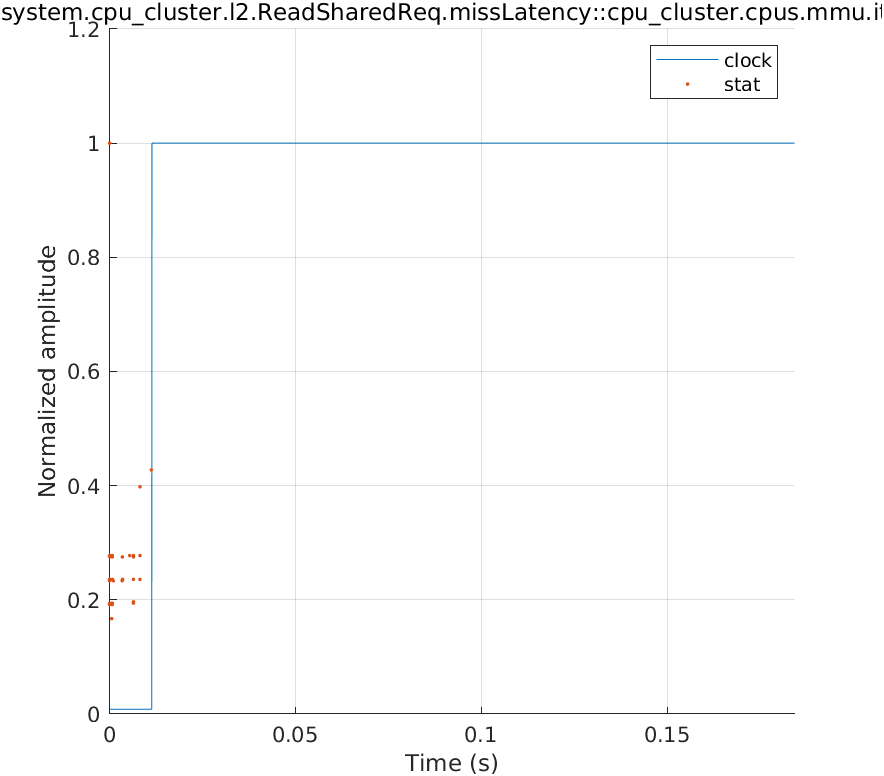 system.cpu_cluster.l2.ReadSharedReq.missLatency::cpu_cluster.cpus.mmu.it
1.2
clock
stat
1
0.8
Normalized amplitude
0.6
0.4
0.2
0
0
0.05
0.1
0.15
Time (s)